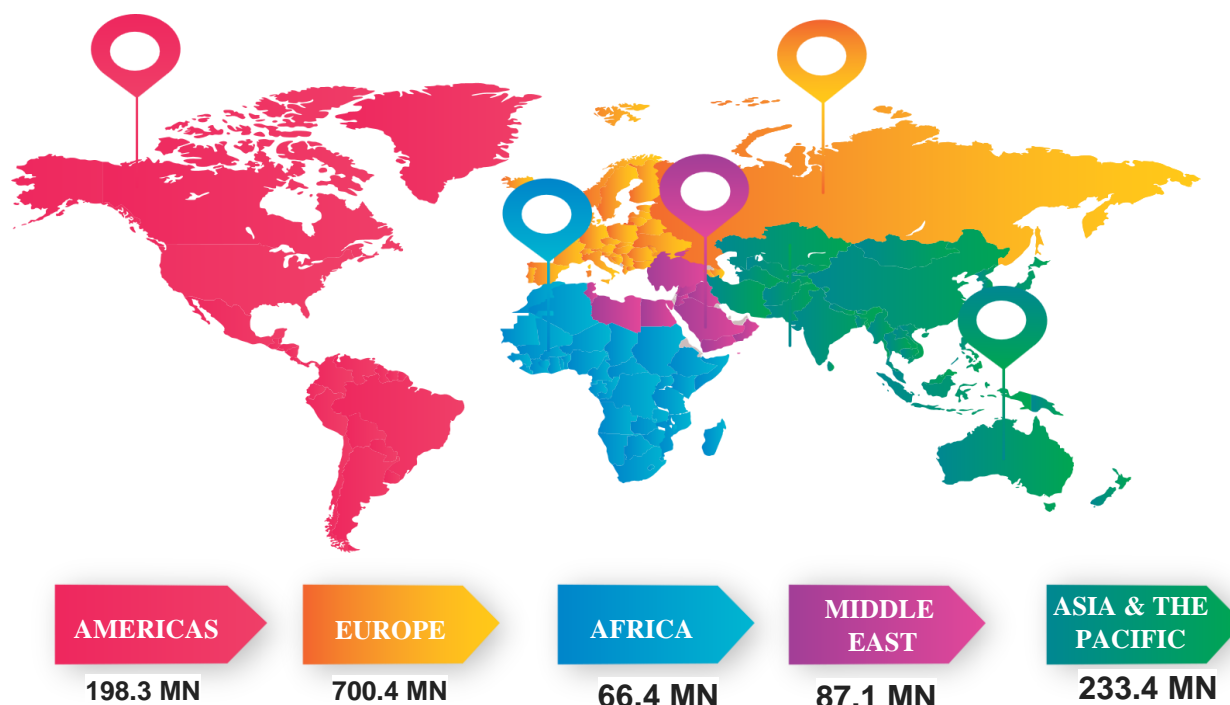 AMERICAS
198.3 MN
EUROPE
700.4 MN
AFRICA
66.4 MN
MIDDLE
EAST
87.1 MN
ASIA & THE
PACIFIC
233.4 MN